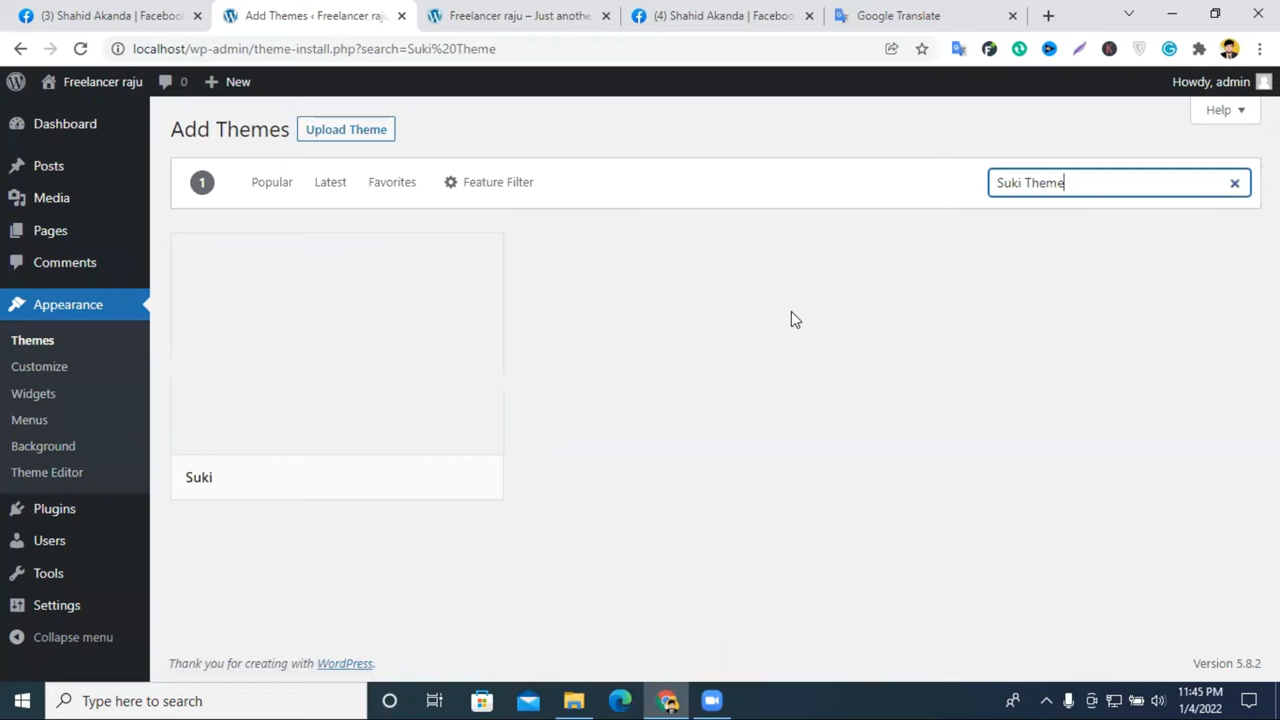 (3) Shahid Akanda | Facebook
Add Themes ‹ Freelancer raju
Freelancer raju – Just anothe
(4) Shahid Akanda | Facebook
Google Translate
localhost/wp-admin/theme-install.php?search=Suki%20Theme
Freelancer raju
0
New
Howdy, admin
Dashboard
Posts
Media
Pages
Comments
Appearance
Themes
Customize
Widgets
Menus
Background
Theme Editor
Plugins
Users
Tools
Settings
Collapse menu
Help
Add Themes
Upload Theme
1
Popular
Latest
Favorites
Feature Filter
Suki Theme
Suki
Thank you for creating with WordPress.
Version 5.8.2
Type here to search
11:45 PM
1/4/2022